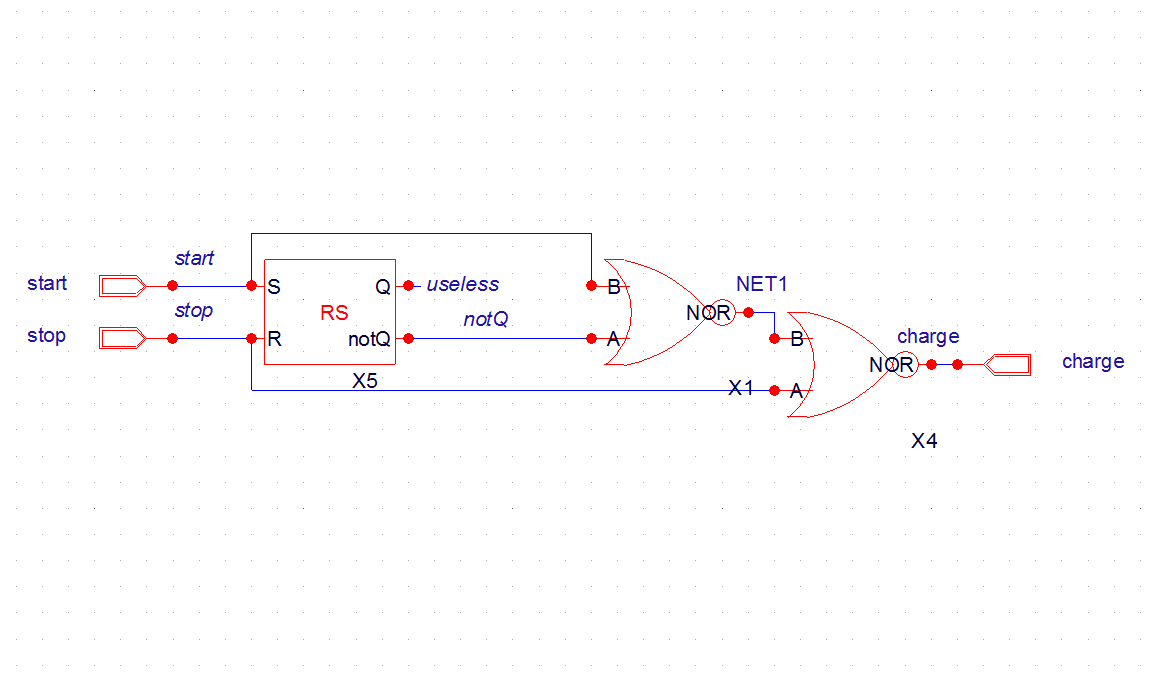 start
start
stop
stop
S
R
RS
Q
notQ
X5
useless
notQ
B
A
NOR
X1
NET1
B
A
NOR
X4
charge
charge